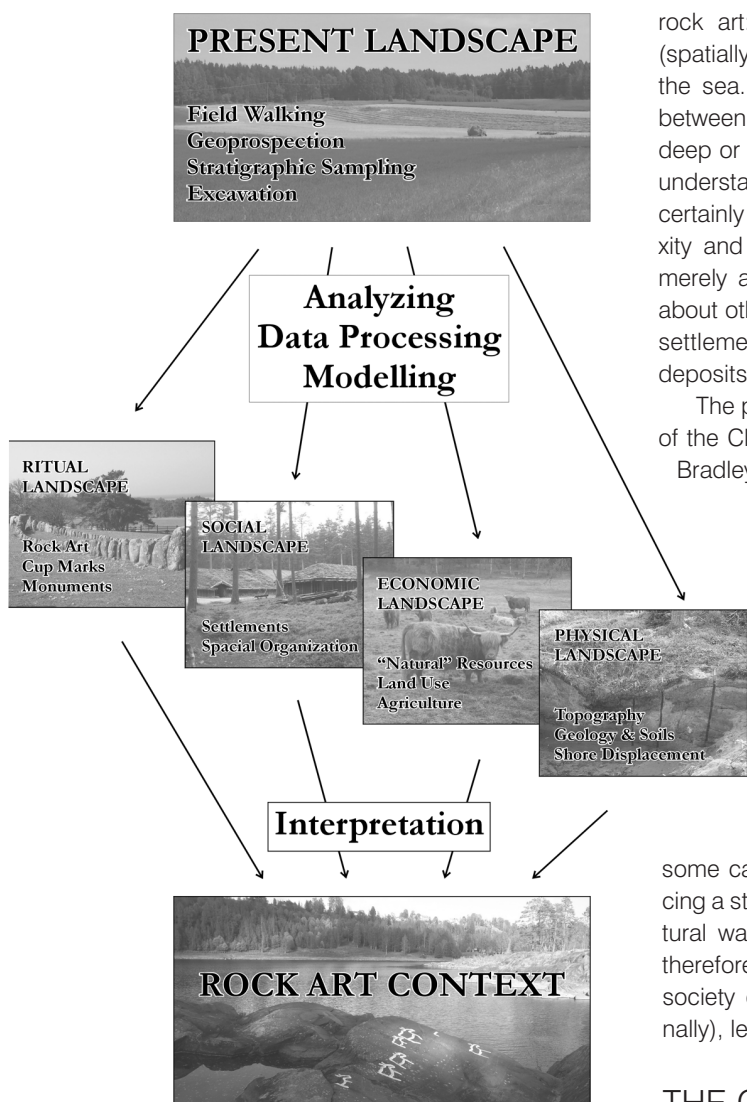 PRESENT LANDSCAPE
Field Walking
Geoprospection
Stratigraphic Sampling
Excavation
Analyzing
Data Processing
Modelling
RITUAL
LANDSCAPE
Rock Art
Cup Marks
Monuments
SOCIAL
LANDSCAPE
Settlements
Spacial Organization
ECONOMIC
LANDSCAPE
“Natural” Resources
Land Use
Agriculture
PHYSICAL
LANDSCAPE
Topography
Geology & Soils
Shore Displacement
Interpretation
ROCK ART CONTEXT
rock art:
(spatially
the sea.
between
deep or
understa
certainly
xity and
merely a
about oth
settleme
deposits
The p
of the Cl
Bradley
some ca
cing a st
tural wa
therefore
society
nally), le
THE